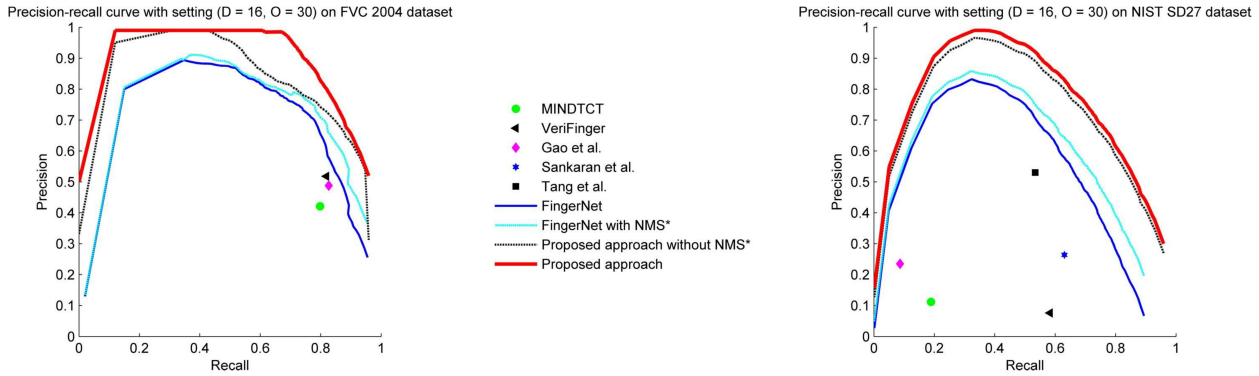 Precision-recall curve with setting (D = 16, O = 30) on FVC 2004 dataset
1
0.9
0.8
0.7
0.6
0.5
0.4
0.3
0.2
0.1
0
Precision
0
0.2
0.4
0.6
0.8
1
Recall
MINDTCT
VeriFinger
Gao et al.
Sankaran et al.
Tang et al.
FingerNet
FingerNet with NMS*
Proposed approach without NMS*
Proposed approach
Precision-recall curve with setting (D = 16, O = 30) on NIST SD27 dataset
1
0.9
0.8
0.7
0.6
0.5
0.4
0.3
0.2
0.1
0
Precision
0
0.2
0.4
0.6
0.8
1
Recall